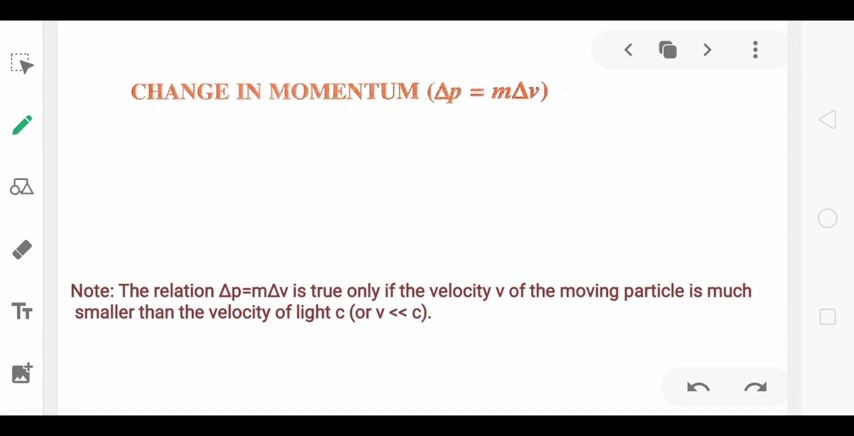 CHANGE IN MOMENTUM (Δp = mΔv)
Note: The relation Δp=mΔv is true only if the velocity v of the moving particle is much
smaller than the velocity of light c (or v << c).
TT